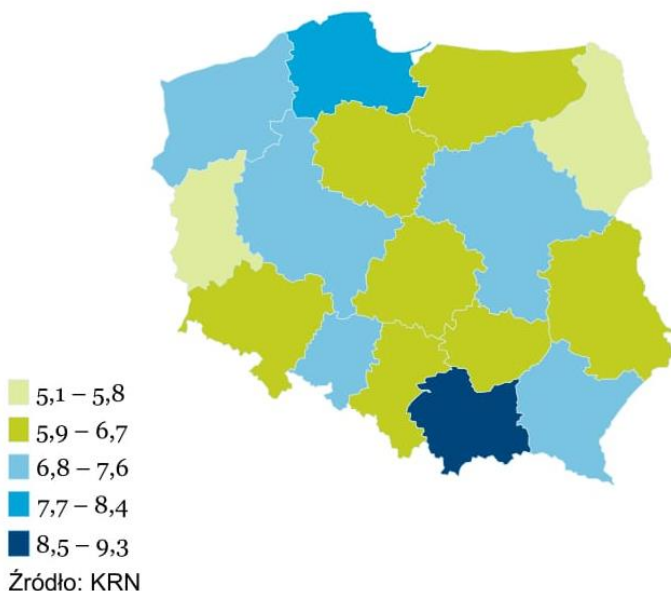 5,1 – 5,8
5,9 – 6,7
6,8 – 7,6
7,7 – 8,4
8,5 – 9,3
Źródło: KRN